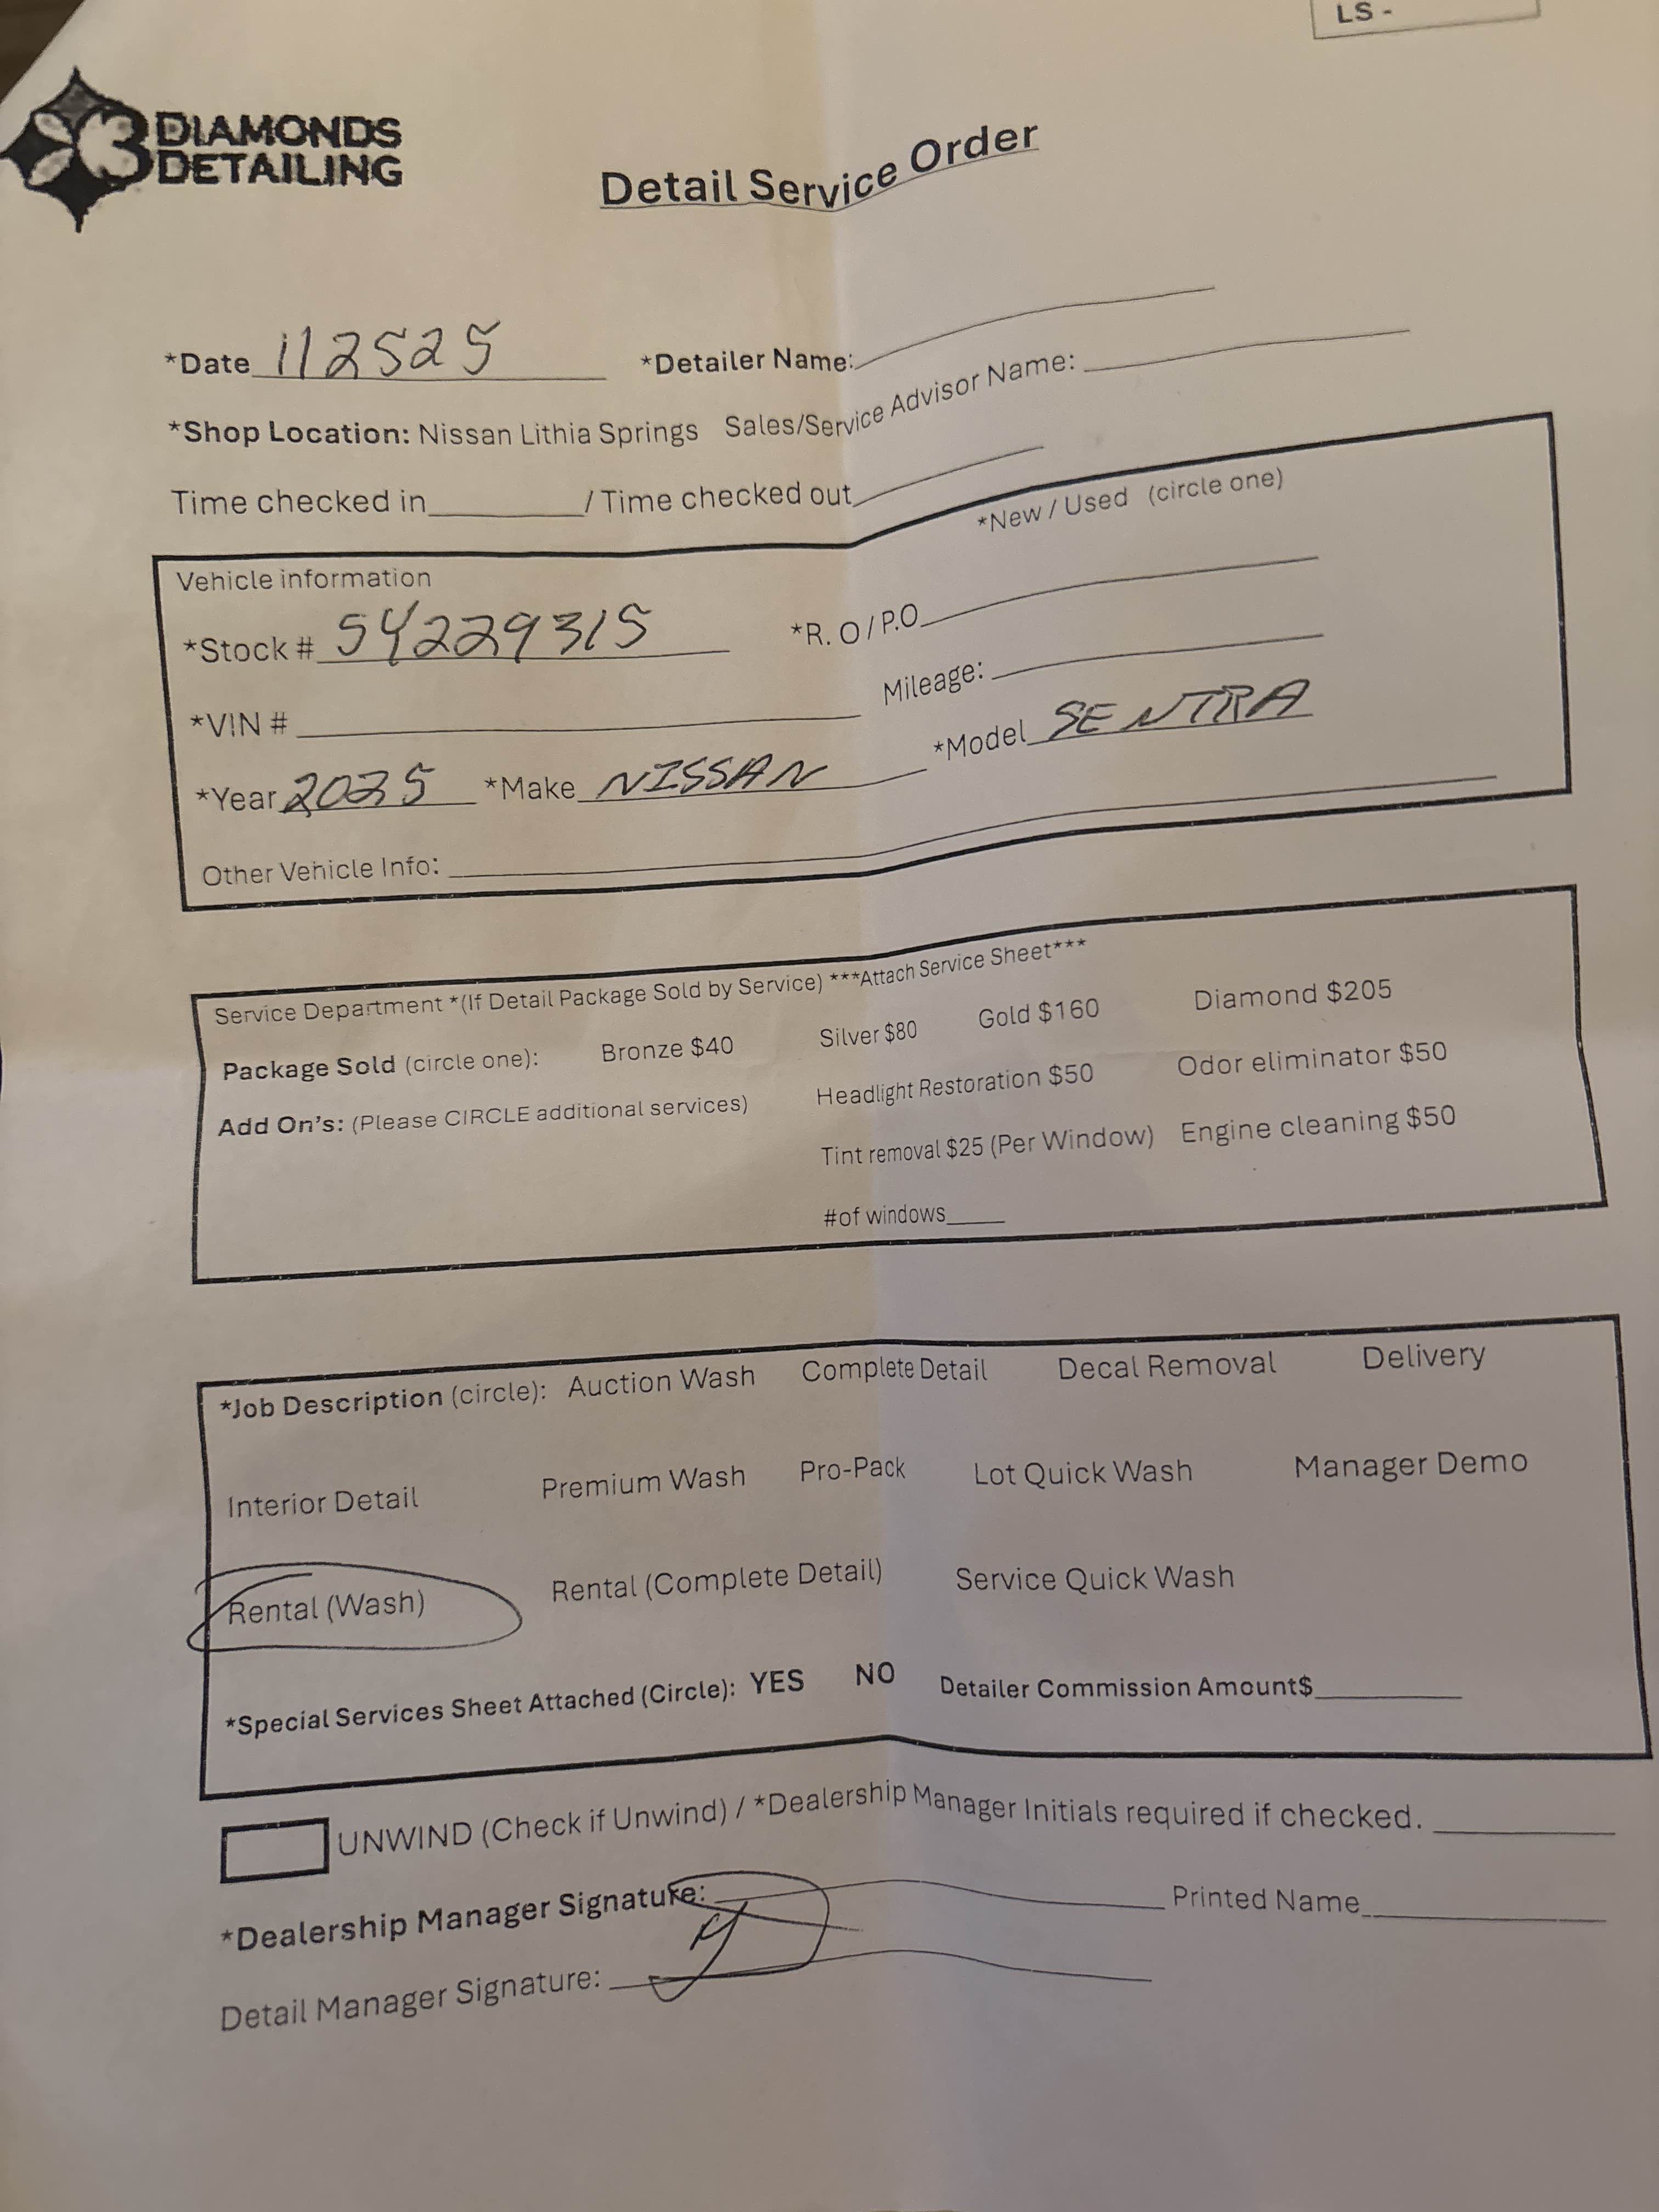 LS -
3 DIAMONDS
DETAILING
Detail Service Order
*Date 112525 *Detailer Name:
*Shop Location: Nissan Lithia Springs Sales/Service Advisor Name:
Time checked in / Time checked out
Vehicle information *New / Used (circle one)
*Stock # SY229315 *R. O / P.O
*VIN # Mileage:
*Year 2025 *Make NISSAN *Model SENTRA
Other Vehicle Info:
Service Department *(If Detail Package Sold by Service) ***Attach Service Sheet***
Package Sold (circle one): Bronze $40 Silver $80 Gold $160 Diamond $205
Add On's: (Please CIRCLE additional services) Headlight Restoration $50 Odor eliminator $50
Tint removal $25 (Per Window) Engine cleaning $50
#of windows
*Job Description (circle): Auction Wash Complete Detail Decal Removal Delivery
Interior Detail Premium Wash Pro-Pack Lot Quick Wash Manager Demo
Rental (Wash) Rental (Complete Detail) Service Quick Wash
*Special Services Sheet Attached (Circle): YES NO Detailer Commission Amount$
UNWIND (Check if Unwind) / *Dealership Manager Initials required if checked.
*Dealership Manager Signature: Printed Name
Detail Manager Signature: